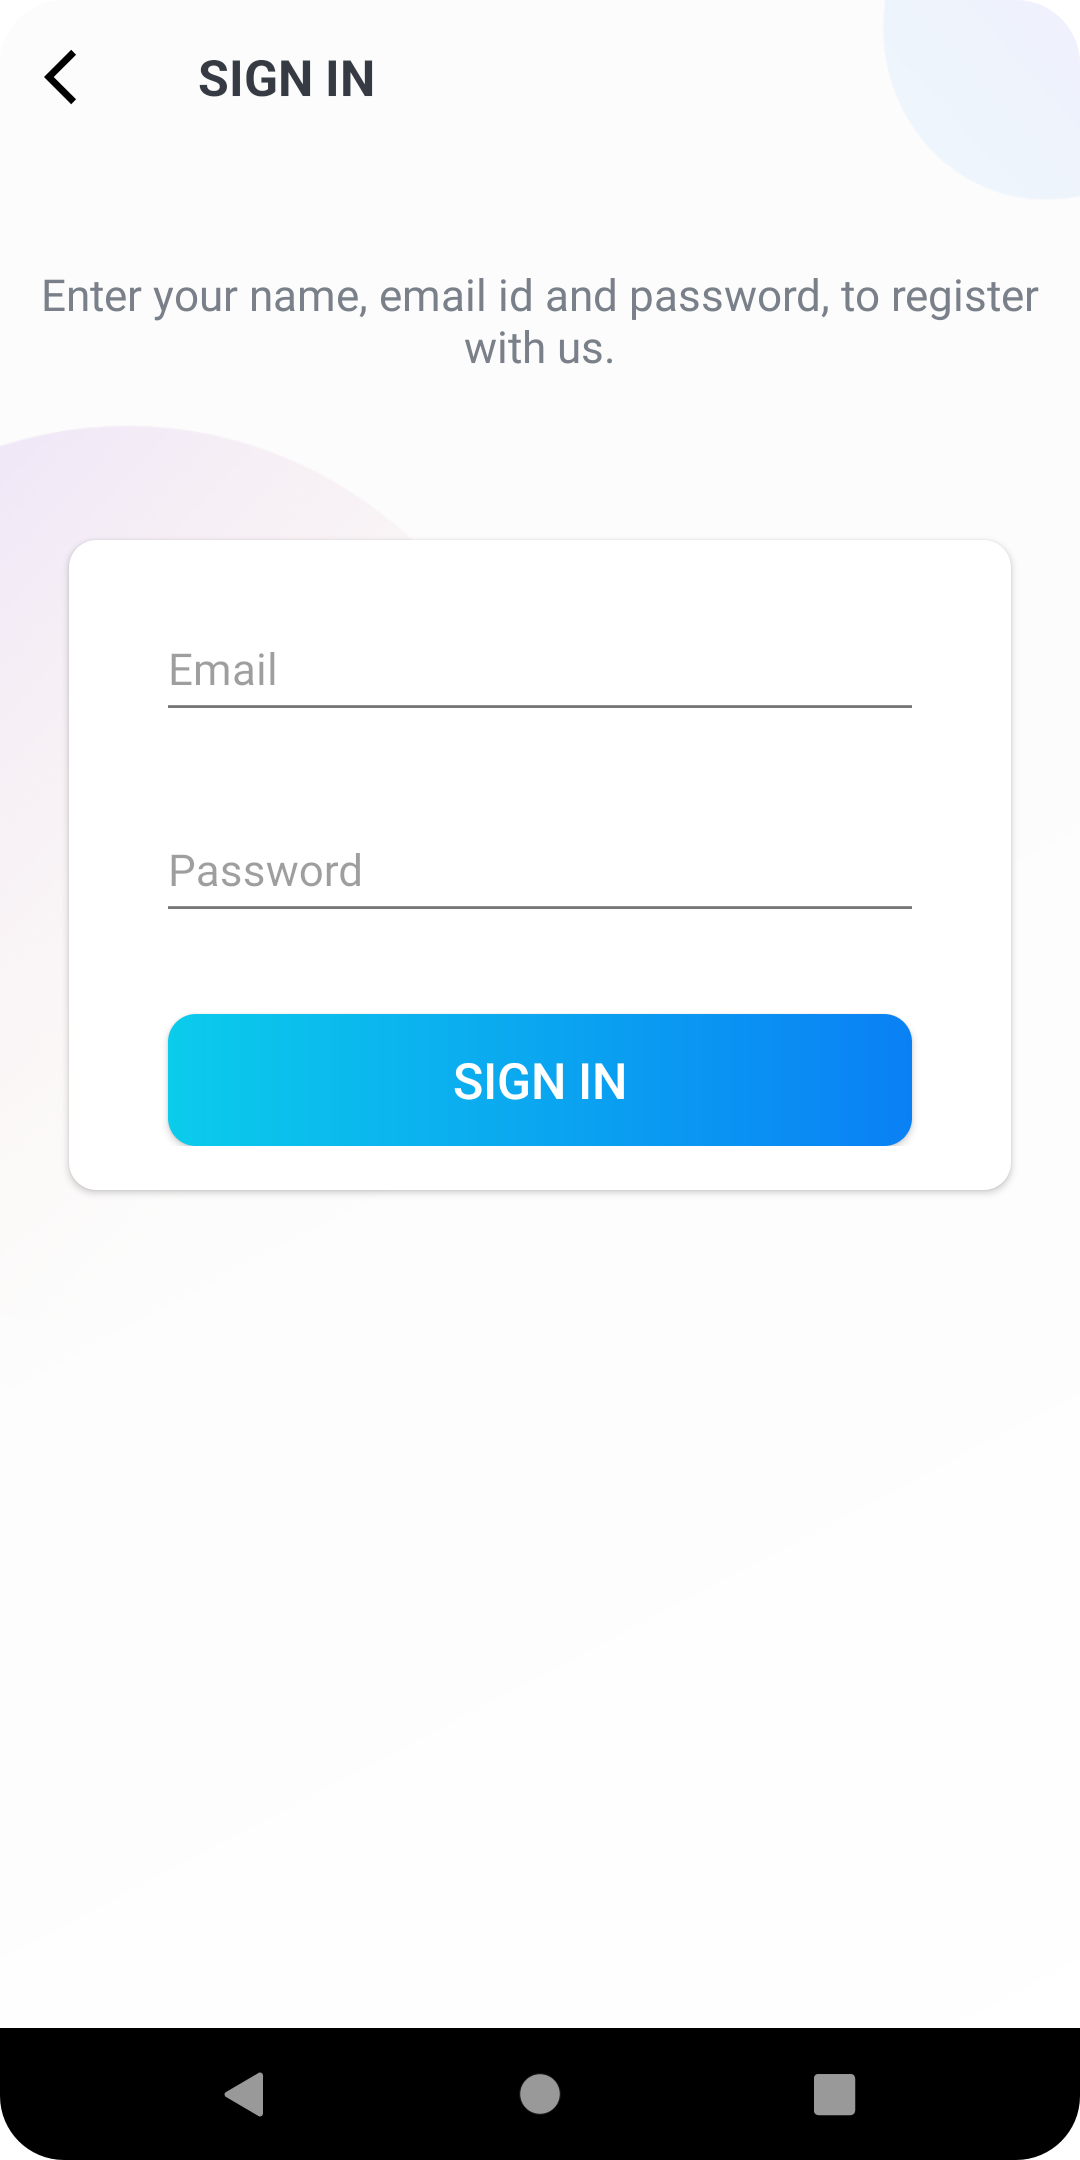 SIGN IN
Enter your name, email id and password, to register
with us.
Email
Password
SIGN IN